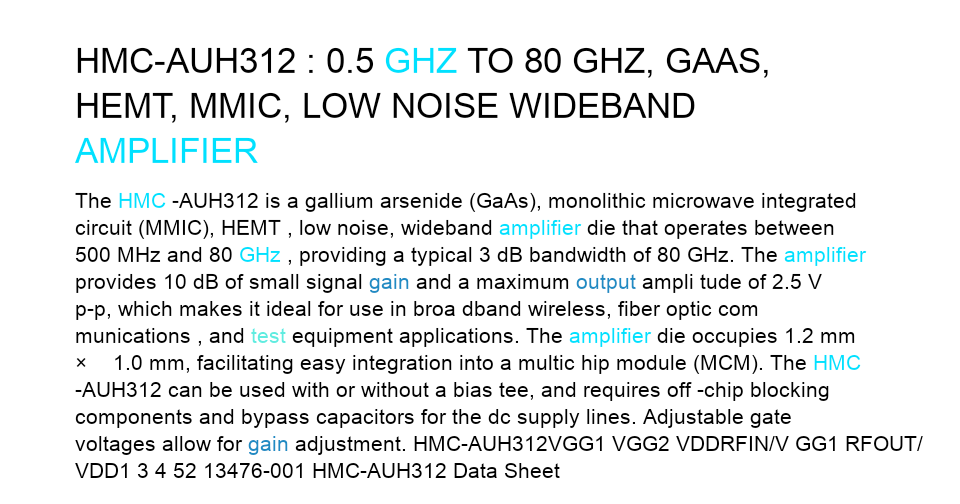 HMC-AUH312 : 0.5 GHZ TO 80 GHZ, GAAS,
HEMT, MMIC, LOW NOISE WIDEBAND
AMPLIFIER
The HMC -AUH312 is a gallium arsenide (GaAs), monolithic microwave integrated
circuit (MMIC), HEMT , low noise, wideband amplifier die that operates between
500 MHz and 80 GHz , providing a typical 3 dB bandwidth of 80 GHz. The amplifier
provides 10 dB of small signal gain and a maximum output ampli tude of 2.5 V
p-p, which makes it ideal for use in broa dband wireless, fiber optic com
munications , and test equipment applications. The amplifier die occupies 1.2 mm
× 1.0 mm, facilitating easy integration into a multic hip module (MCM). The HMC
-AUH312 can be used with or without a bias tee, and requires off -chip blocking
components and bypass capacitors for the dc supply lines. Adjustable gate
voltages allow for gain adjustment. HMC-AUH312VGG1 VGG2 VDDRFIN/V GG1 RFOUT/
VDD1 3 4 52 13476-001 HMC-AUH312 Data Sheet